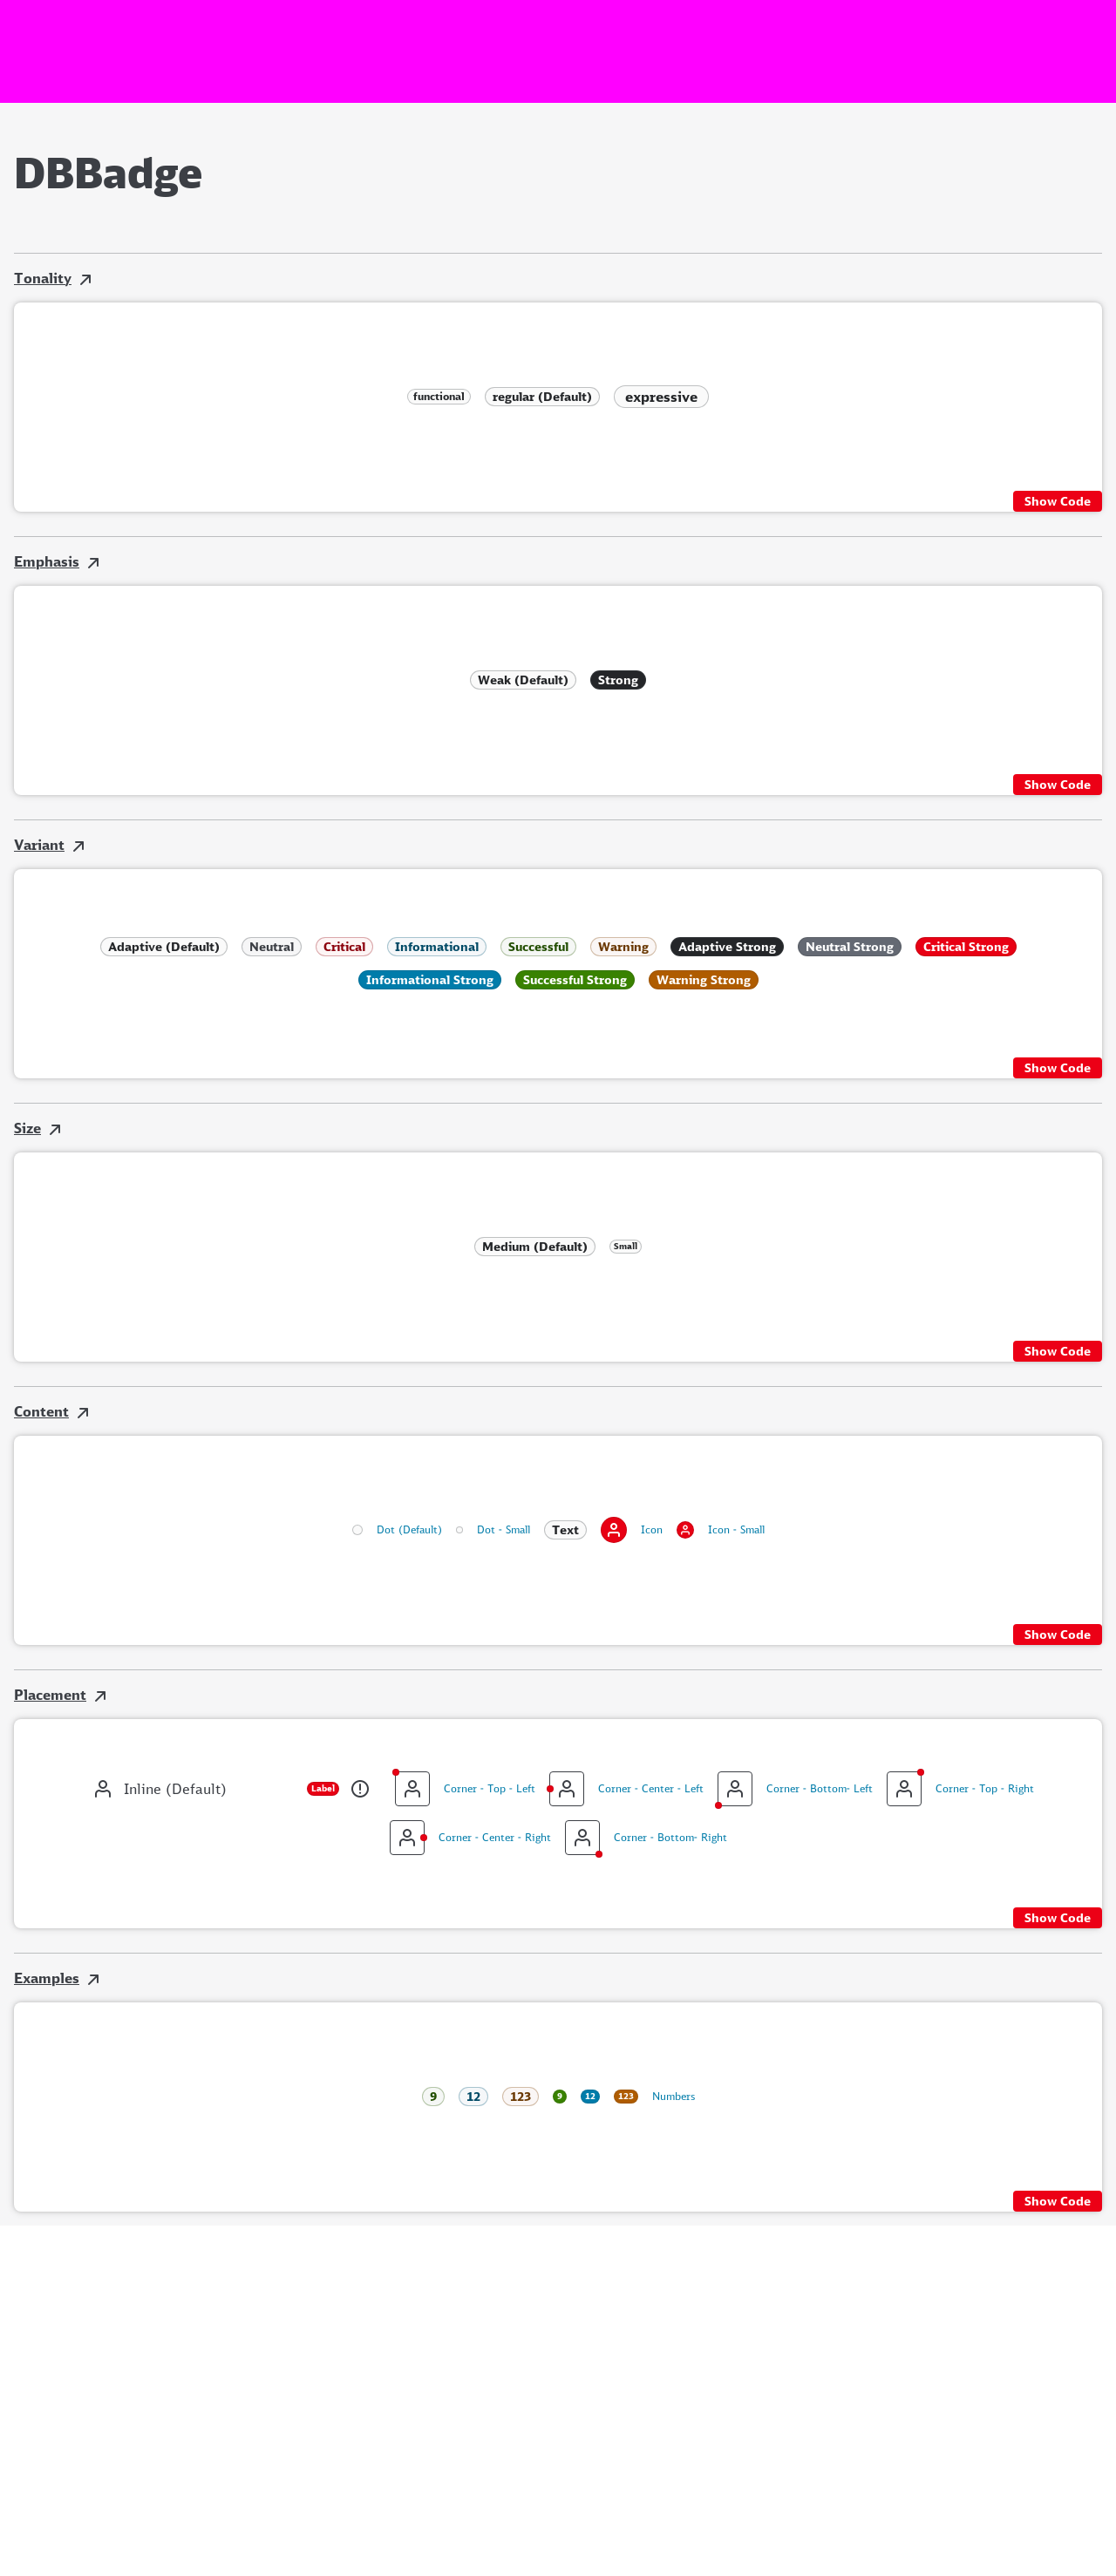 DBBadge
Tonality
functional regular (Default) expressive
Show Code
Emphasis
Weak (Default) Strong
Show Code
Variant
Adaptive (Default) Neutral Critical Informational Successful Warning Adaptive Strong Neutral Strong Critical Strong
Informational Strong Successful Strong Warning Strong
Show Code
Size
Medium (Default) Small
Show Code
Content
Dot (Default) Dot - Small Text Icon Icon - Small
Show Code
Placement
Inline (Default) Label Corner - Top - Left Corner - Center - Left Corner - Bottom- Left Corner - Top - Right
Corner - Center - Right Corner - Bottom- Right
Show Code
Examples
9 12 123 9 12 123 Numbers
Show Code